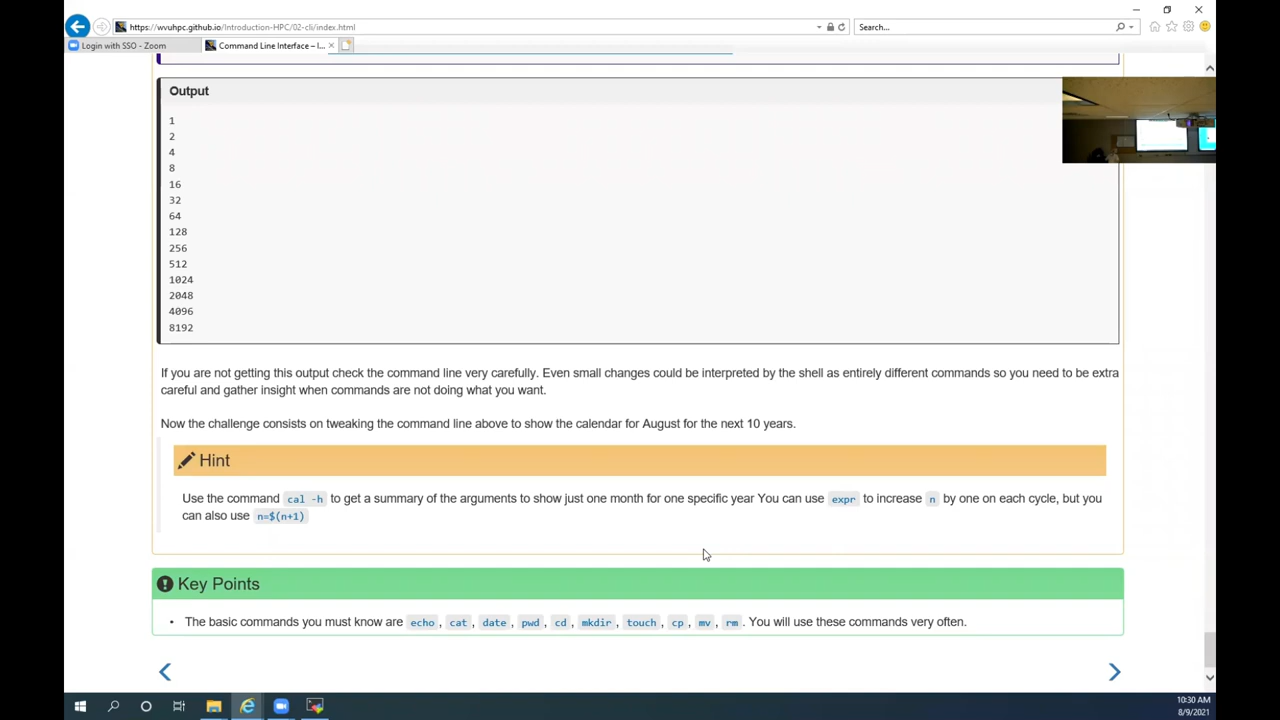 https://wvuhpc.github.io/Introduction-HPC/02-cli/index.html
Search...
Login with SSO - Zoom
Command Line Interface – I...
Output
1
2
4
8
16
32
64
128
256
512
1024
2048
4096
8192
If you are not getting this output check the command line very carefully. Even small changes could be interpreted by the shell as entirely different commands so you need to be extra
careful and gather insight when commands are not doing what you want.
Now the challenge consists on tweaking the command line above to show the calendar for August for the next 10 years.
Hint
Use the command cal -h to get a summary of the arguments to show just one month for one specific year You can use expr to increase n by one on each cycle, but you
can also use n=$(n+1)
Key Points
• The basic commands you must know are echo, cat, date, pwd, cd, mkdir, touch, cp, mv, rm. You will use these commands very often.
10:30 AM
8/9/2021